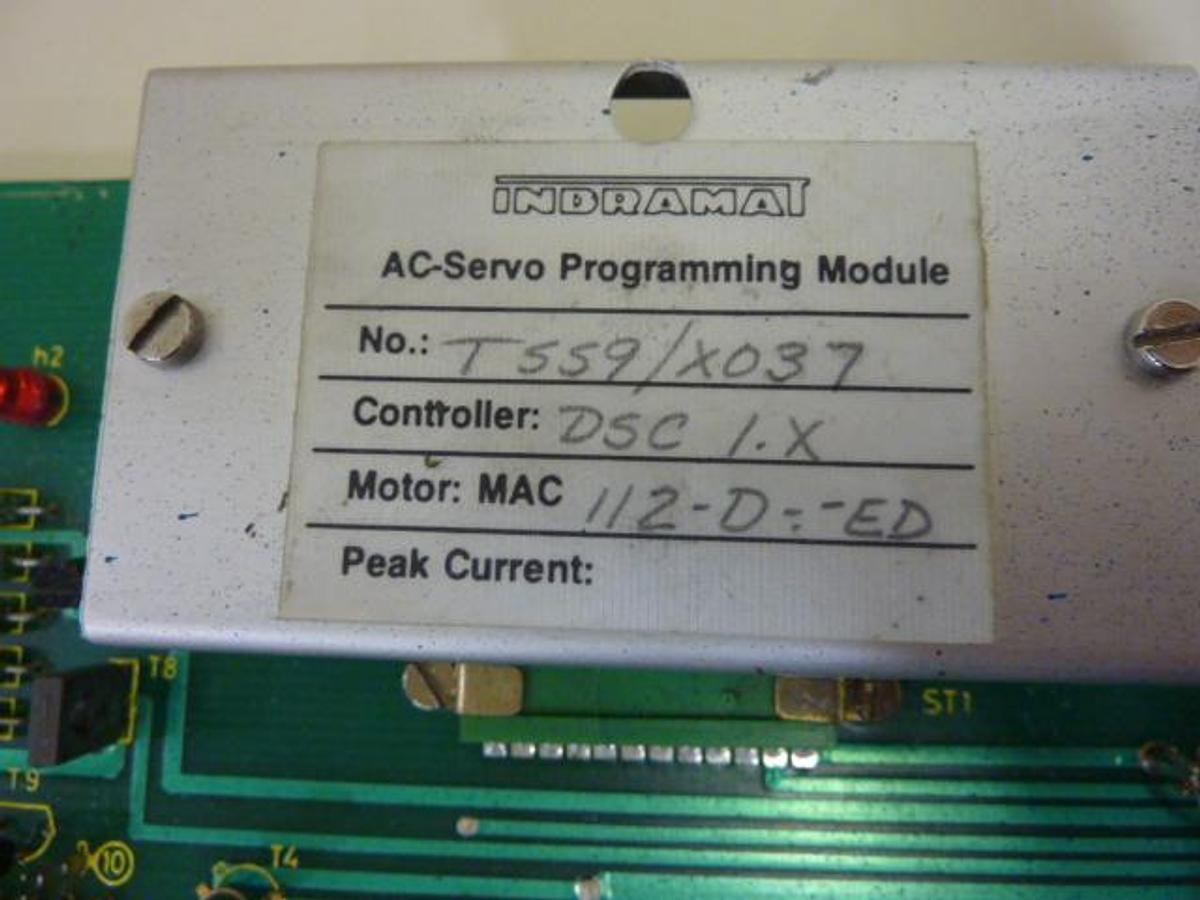 INDRAMAT
AC-Servo Programming Module
No.: T559/X037
Controller: DSC 1.X
Motor: MAC 112-D--ED
Peak Current:
h2
T8
ST1
T9
10
T4